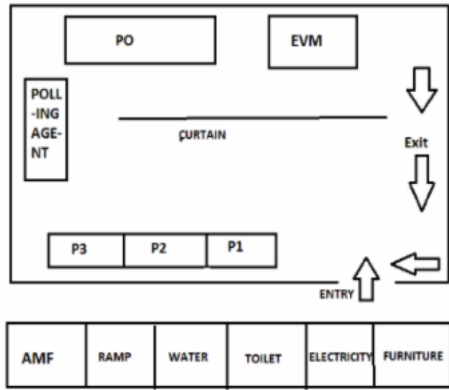 PO
EVM
POLL
-ING
AGE-
NT
CURTAIN
Exit
P3 P2 P1
ENTRY
AMF RAMP WATER TOILET ELECTRICITY FURNITURE